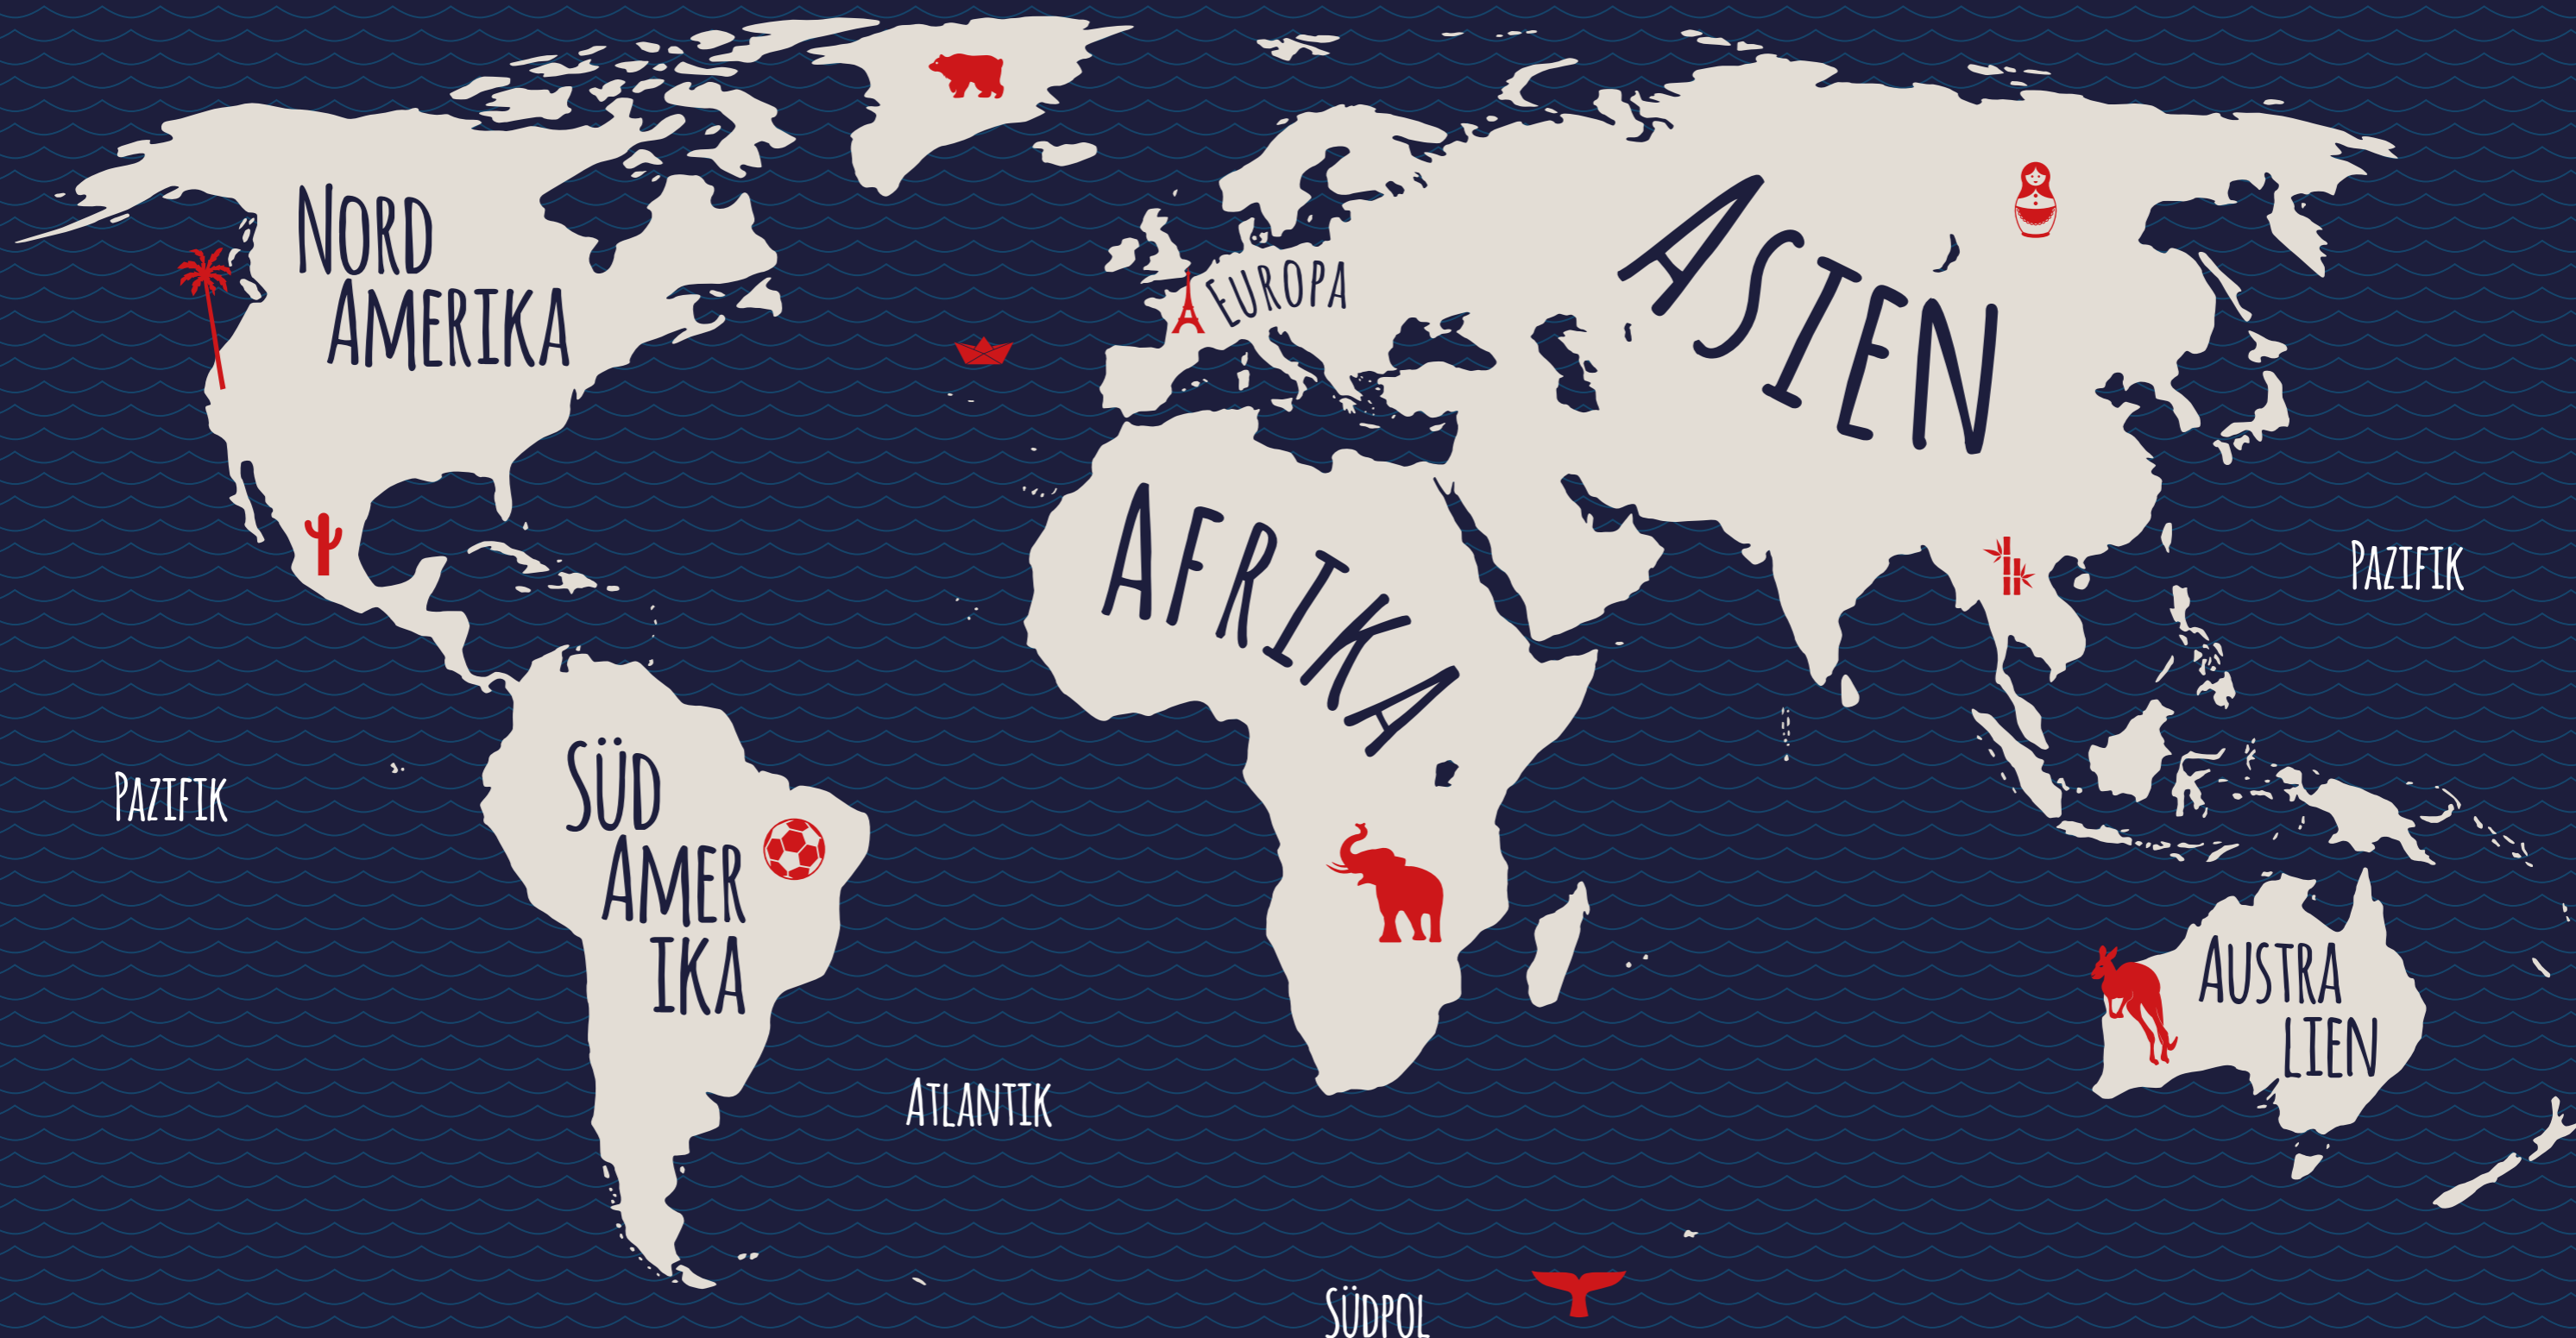 Nord
Amerika
Europa
Asien
Afrika
Pazifik
Süd
Amer
ika
Pazifik
Austra
lien
Atlantik
Südpol